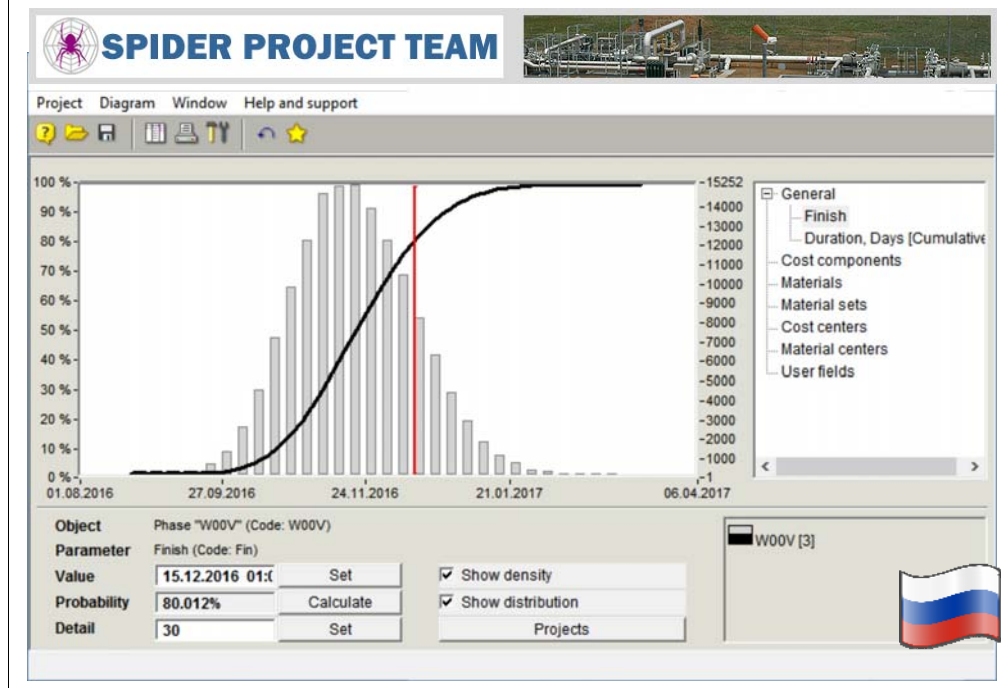 SPIDER PROJECT TEAM
Project Diagram Window Help and support
100 %
90 %
80 %
70 %
60 %
50 %
40 %
30 %
20 %
10 %
0 %
15252
14000
13000
12000
11000
10000
9000
8000
7000
6000
5000
4000
3000
2000
1000
1
01.08.2016 27.09.2016 24.11.2016 21.01.2017 06.04.2017
General
Finish
Duration, Days [Cumulative
Cost components
Materials
Material sets
Cost centers
Material centers
User fields
Object Phase "W00V" (Code: W00V)
Parameter Finish (Code: Fin)
Value 15.12.2016 01:0 Set
Probability 80.012% Calculate
Detail 30 Set
Show density
Show distribution
Projects
W00V [3]